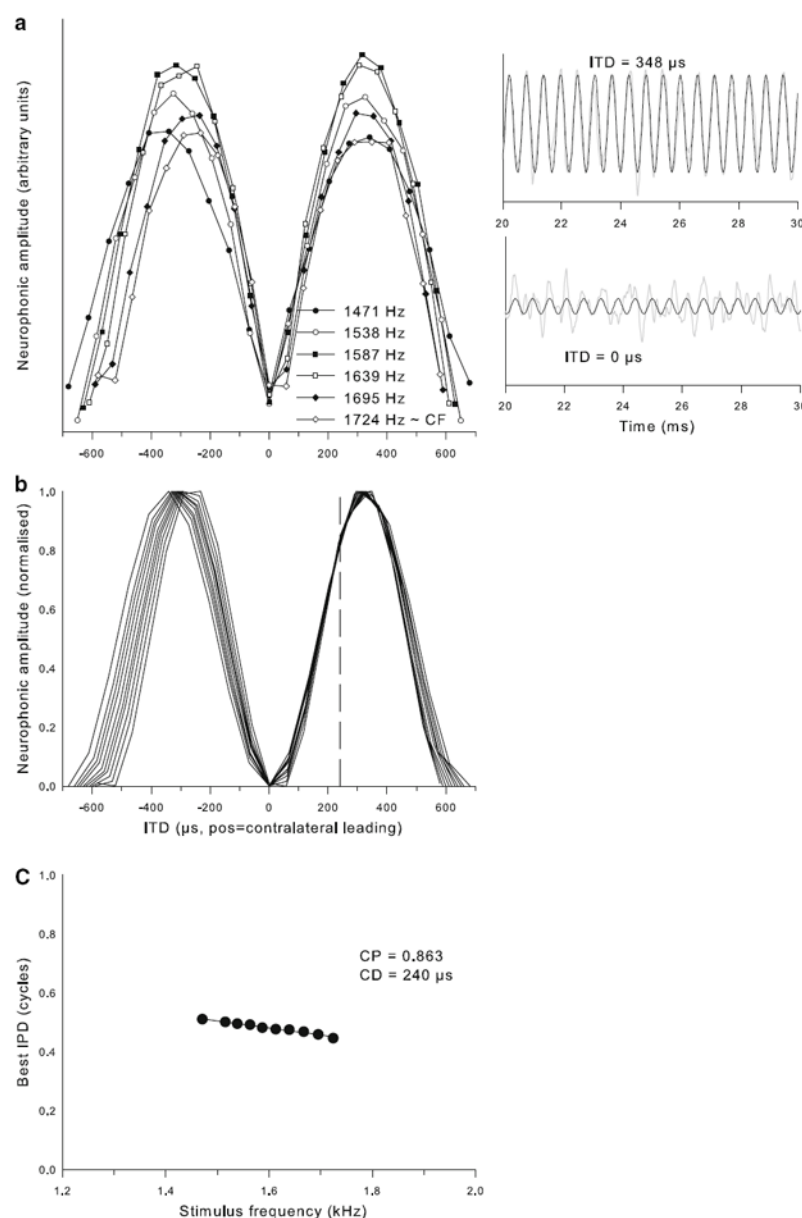 a
Neurophonic amplitude (arbitrary units)
1471 Hz
1538 Hz
1587 Hz
1639 Hz
1695 Hz
1724 Hz ~ CF
-600 -400 -200 0 200 400 600
ITD = 348 µs
20 22 24 26 28 30
ITD = 0 µs
20 22 24 26 28 30
Time (ms)
b
Neurophonic amplitude (normalised)
1.0
0.8
0.6
0.4
0.2
0.0
-600 -400 -200 0 200 400 600
ITD (µs, pos=contralateral leading)
C
Best IPD (cycles)
1.0
0.8
0.6
0.4
0.2
0.0
CP = 0.863
CD = 240 µs
1.2 1.4 1.6 1.8 2.0
Stimulus frequency (kHz)